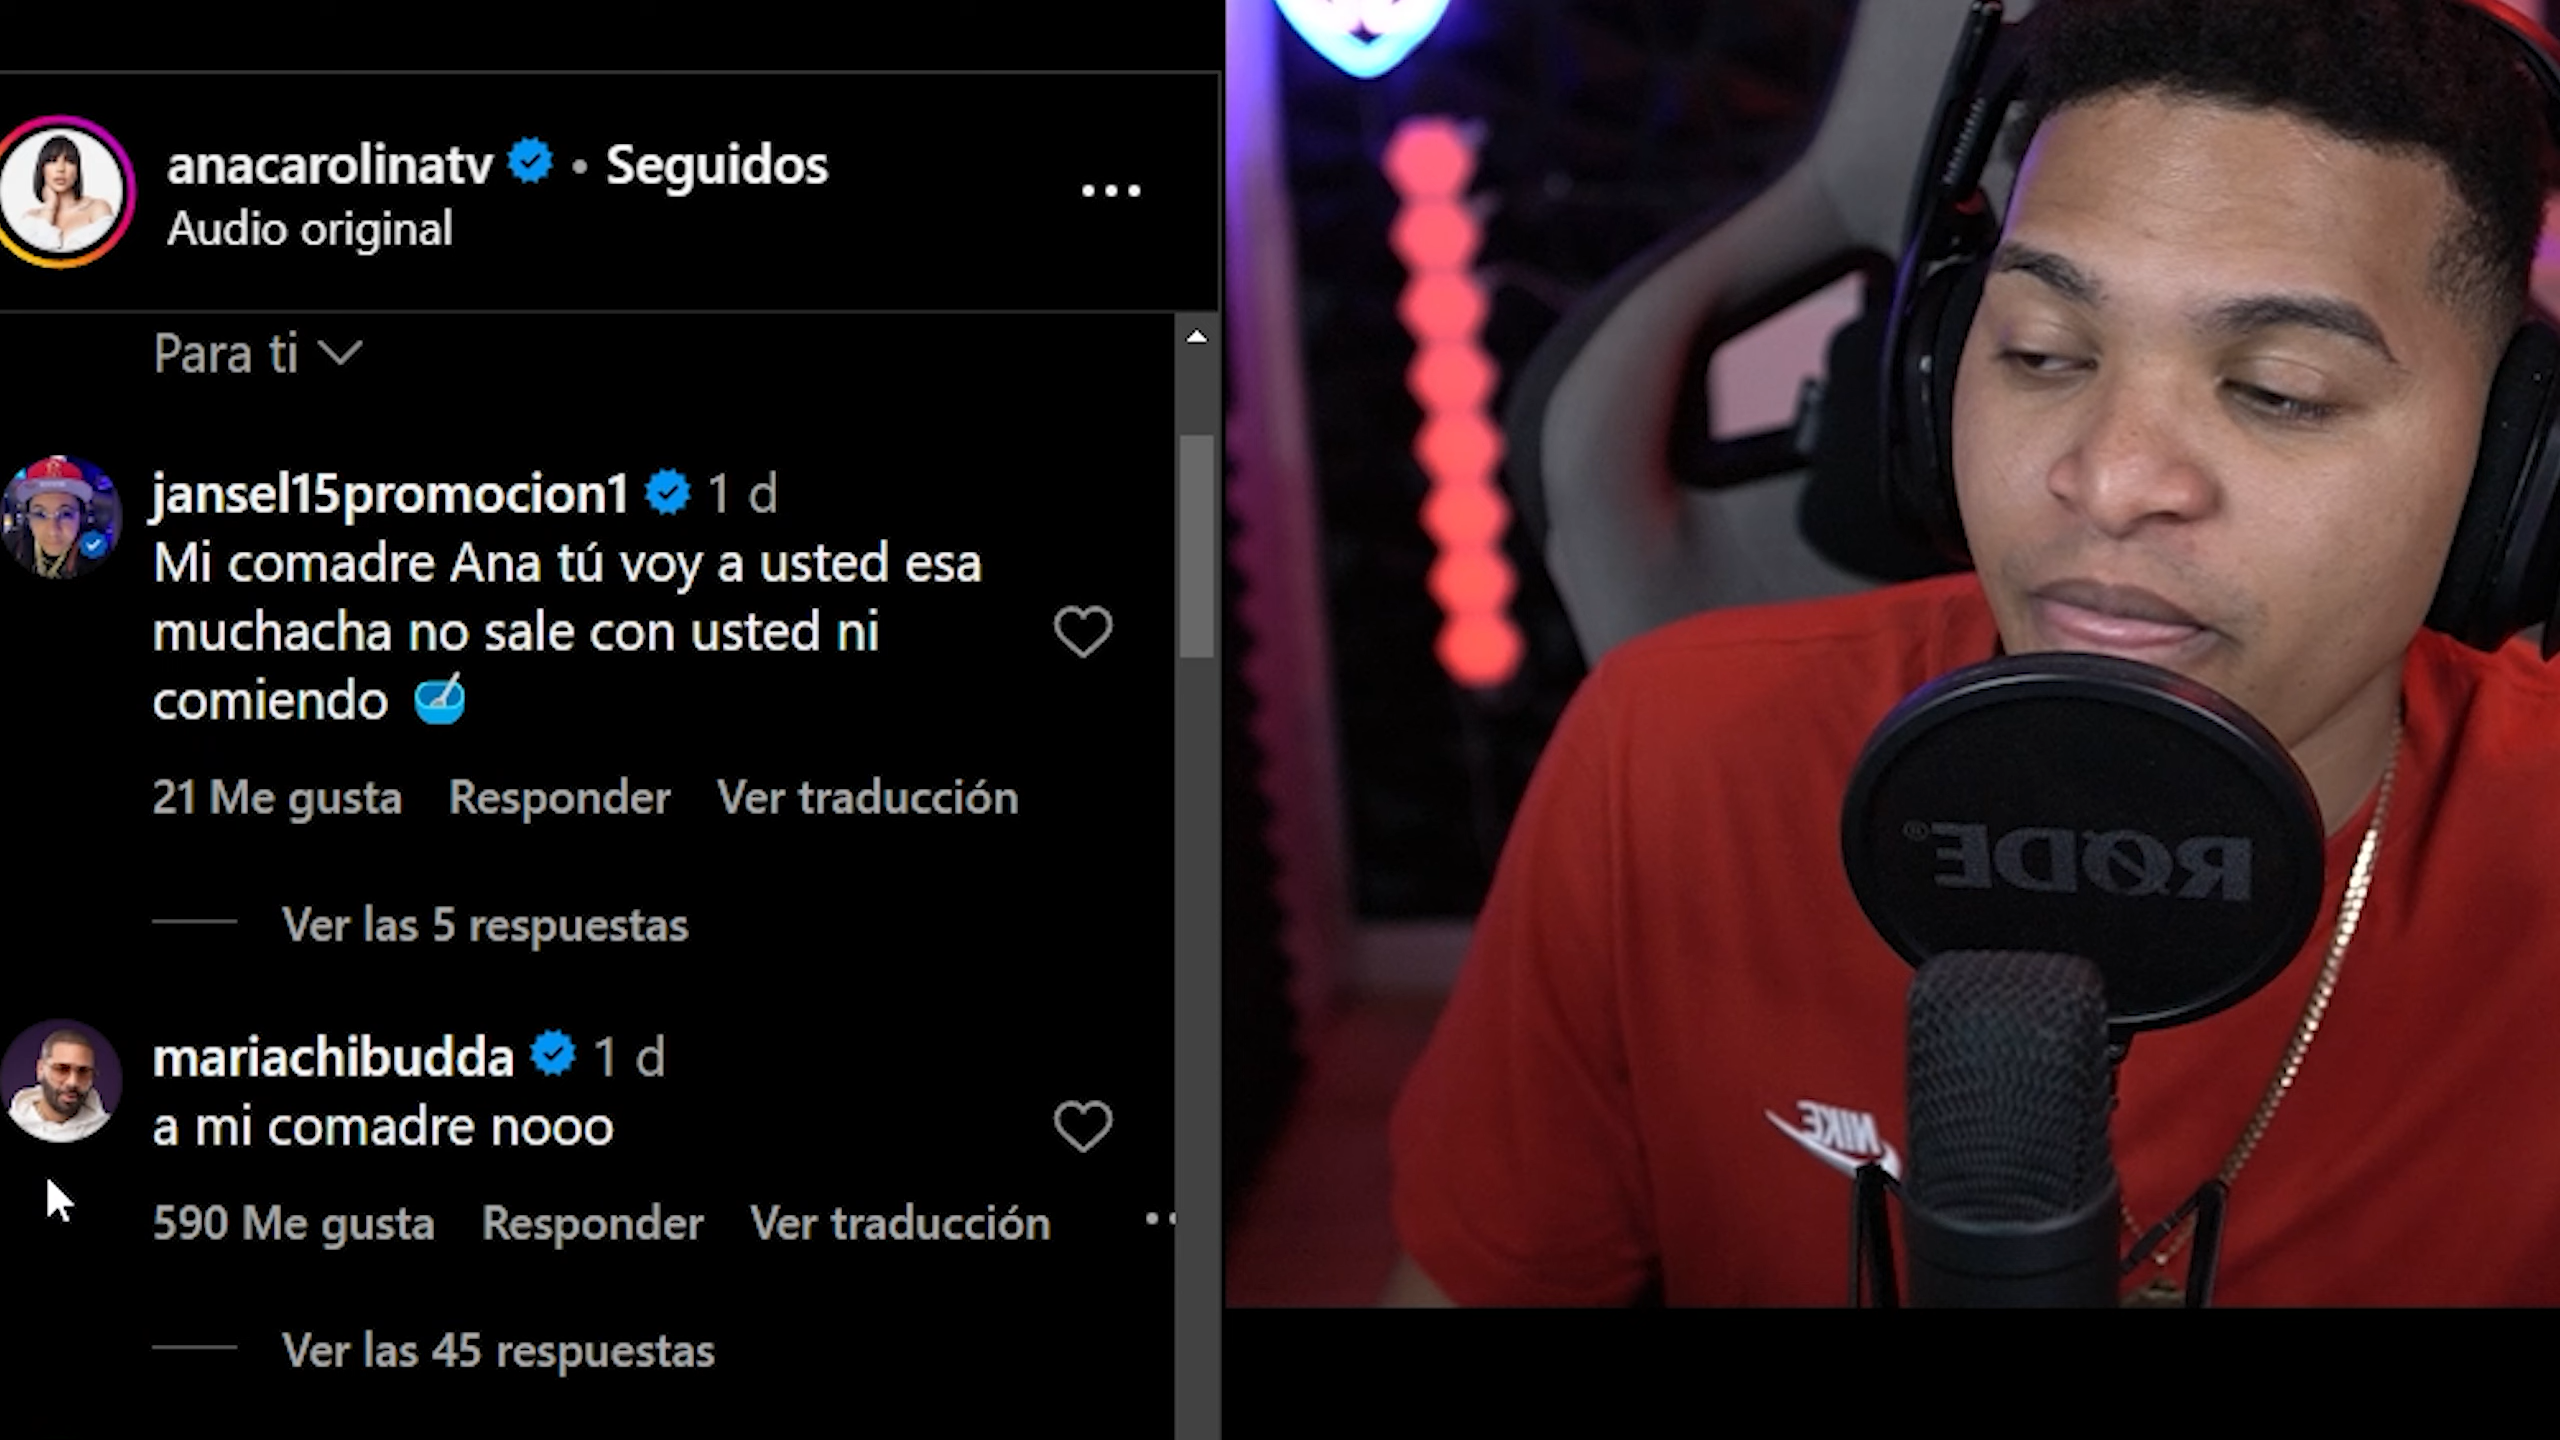 anacarolinatv • Seguidos
Audio original
Para ti
jansel15promocion1 1 d
Mi comadre Ana tú voy a usted esa
muchacha no sale con usted ni
comiendo 🥣
21 Me gusta Responder Ver traducción
Ver las 5 respuestas
mariachibudda 1 d
a mi comadre nooo
590 Me gusta Responder Ver traducción
Ver las 45 respuestas
RØDE®
NIKE